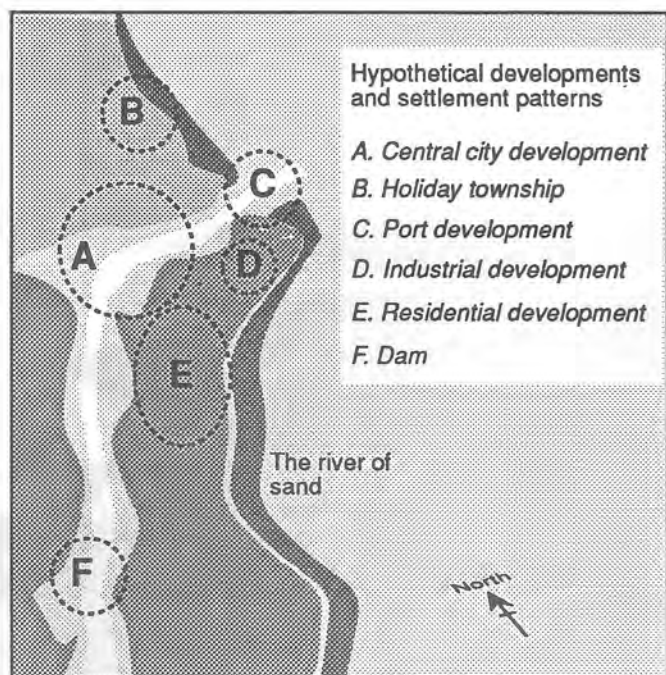 Hypothetical developments
and settlement patterns
A. Central city development
B. Holiday township
C. Port development
D. Industrial development
E. Residential development
F. Dam
B
C
A
D
E
The river of
sand
F
North